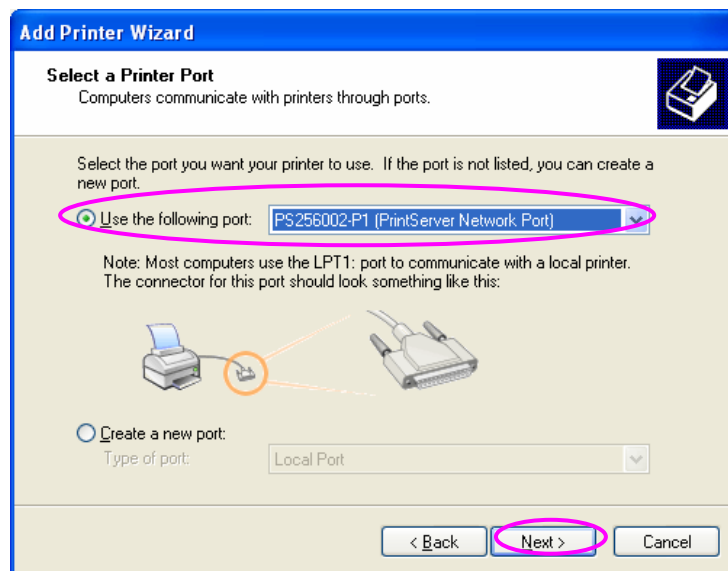 Add Printer Wizard
Select a Printer Port
Computers communicate with printers through ports.
Select the port you want your printer to use. If the port is not listed, you can create a
new port.
Use the following port: PS256002-P1 (PrintServer Network Port)
Note: Most computers use the LPT1: port to communicate with a local printer.
The connector for this port should look something like this:
Create a new port:
Type of port: Local Port
< Back Next > Cancel